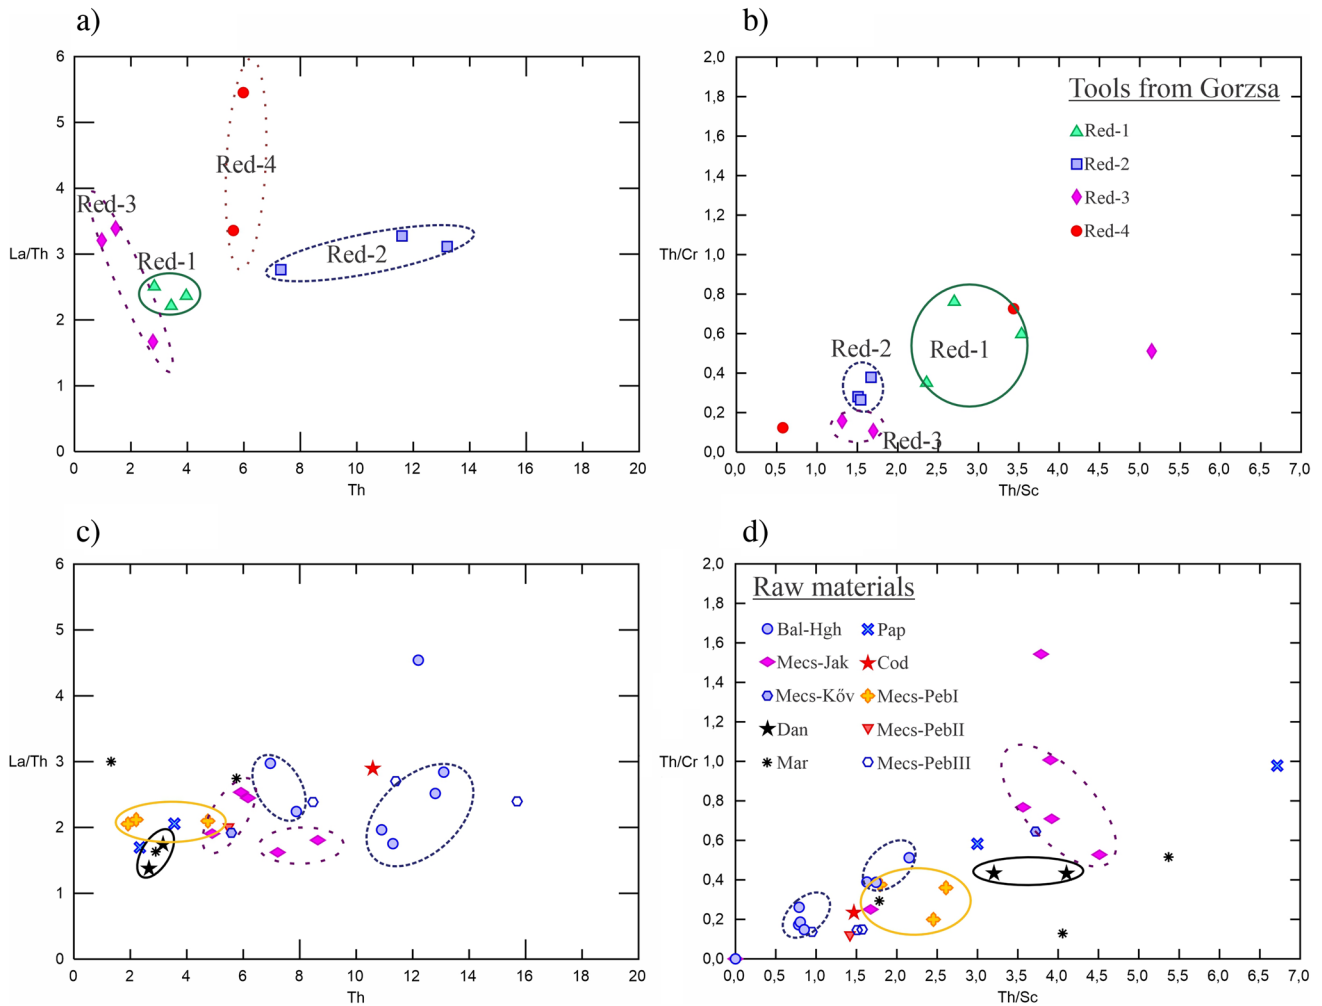 a)
6
5
4
3
2
1
0
La/Th
Red-4
Red-3
Red-1
Red-2
0 2 4 6 8 10 12 14 16 18 20
Th
b)
2,0
1,8
1,6
1,4
1,2
1,0
0,8
0,6
0,4
0,2
0,0
Th/Cr
Tools from Gorzsa
Red-1
Red-2
Red-3
Red-4
Red-2
Red-1
Red-3
0,0 0,5 1,0 1,5 2,0 2,5 3,0 3,5 4,0 4,5 5,0 5,5 6,0 6,5 7,0
Th/Sc
c)
6
5
4
3
2
1
0
La/Th
0 2 4 6 8 10 12 14 16 18 20
Th
d)
2,0
1,8
1,6
1,4
1,2
1,0
0,8
0,6
0,4
0,2
0,0
Th/Cr
Raw materials
Bal-Hgh Pap
Mecs-Jak Cod
Mecs-Kőv Mecs-PebI
Dan Mecs-PebII
Mar Mecs-PebIII
0,0 0,5 1,0 1,5 2,0 2,5 3,0 3,5 4,0 4,5 5,0 5,5 6,0 6,5 7,0
Th/Sc